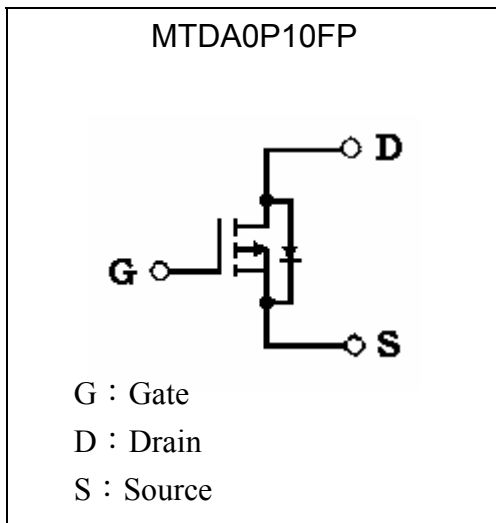 MTDA0P10FP
D
G
S
G：Gate
D：Drain
S：Source